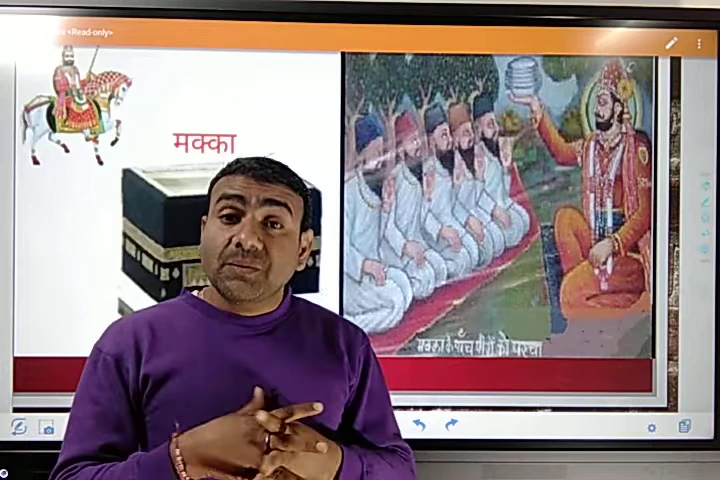 <Read-only>
मक्का
मक्का के पाँच पीरों को परचा